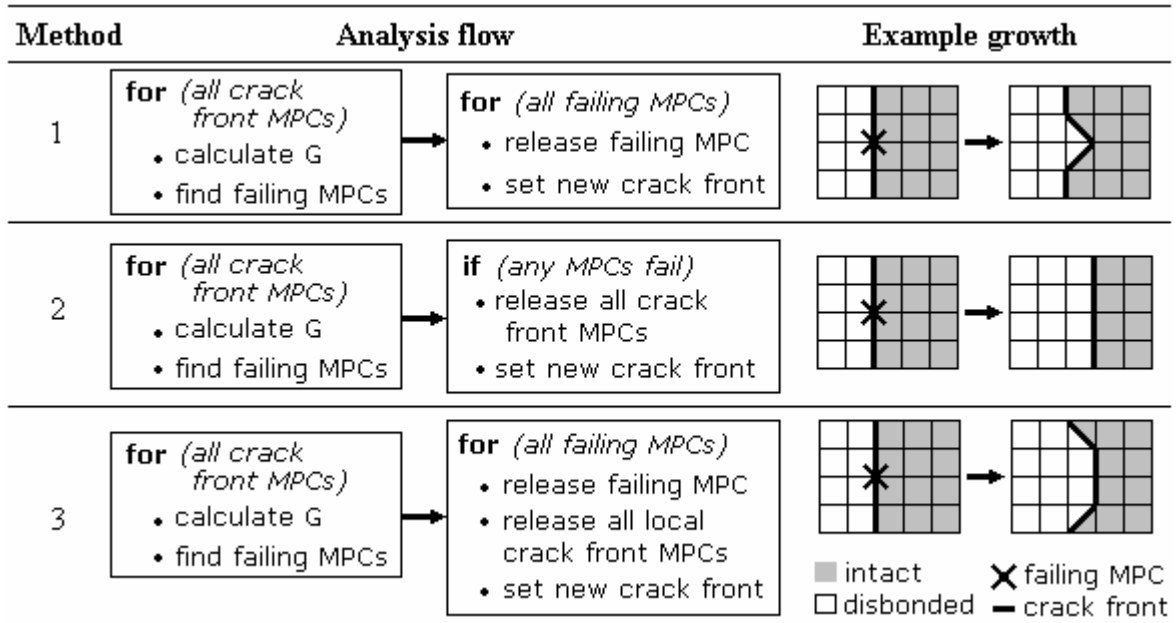 Method Analysis flow Example growth
1
for (all crack
front MPCs)
• calculate G
• find failing MPCs
for (all failing MPCs)
• release failing MPC
• set new crack front
2
for (all crack
front MPCs)
• calculate G
• find failing MPCs
if (any MPCs fail)
• release all crack
front MPCs
• set new crack front
3
for (all crack
front MPCs)
• calculate G
• find failing MPCs
for (all failing MPCs)
• release failing MPC
• release all local
crack front MPCs
• set new crack front
intact failing MPC
disbonded crack front